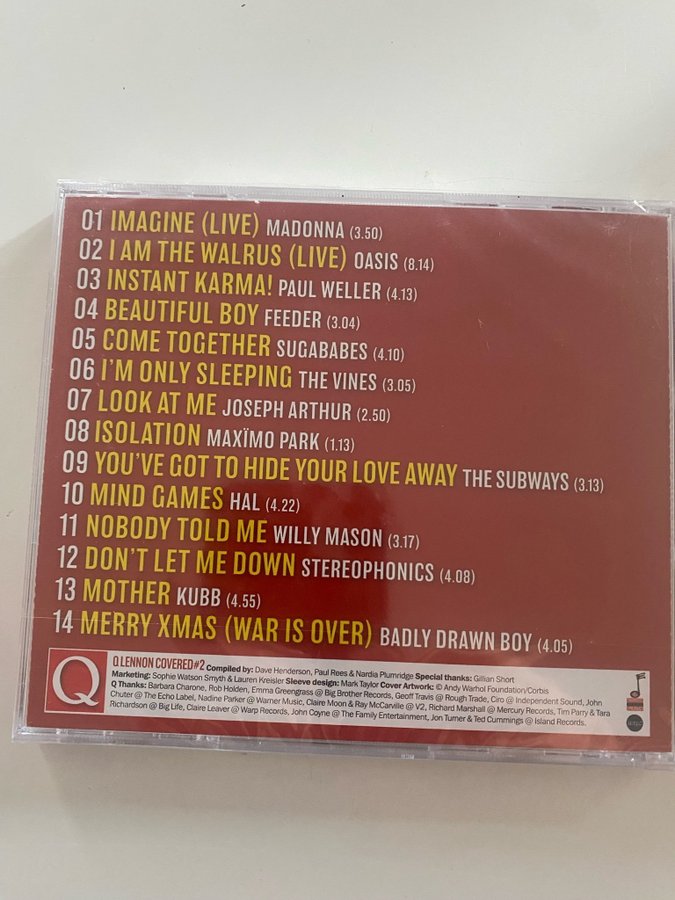 01 IMAGINE (LIVE) MADONNA (3.50)
02 I AM THE WALRUS (LIVE) OASIS (8.14)
03 INSTANT KARMA! PAUL WELLER (4.13)
04 BEAUTIFUL BOY FEEDER (3.04)
05 COME TOGETHER SUGABABES (4.10)
06 I'M ONLY SLEEPING THE VINES (3.05)
07 LOOK AT ME JOSEPH ARTHUR (2.50)
08 ISOLATION MAXÏMO PARK (1.13)
09 YOU'VE GOT TO HIDE YOUR LOVE AWAY THE SUBWAYS (3.13)
10 MIND GAMES HAL (4.22)
11 NOBODY TOLD ME WILLY MASON (3.17)
12 DON'T LET ME DOWN STEREOPHONICS (4.08)
13 MOTHER KUBB (4.55)
14 MERRY XMAS (WAR IS OVER) BADLY DRAWN BOY (4.05)
Q
Q LENNON COVERED#2 Compiled by: Dave Henderson, Paul Rees & Nardia Plumridge Special thanks: Gillian Short
Marketing: Sophie Watson Smyth & Lauren Kreisler Sleeve design: Mark Taylor Cover Artwork: © Andy Warhol Foundation/Corbis
Q Thanks: Barbara Charone, Rob Holden, Emma Greengrass @ Big Brother Records, Geoff Travis @ Rough Trade, Ciro @ Independent Sound, John
Chuter @ The Echo Label, Nadine Parker @ Warner Music, Claire Moon & Ray McCarville @ V2, Richard Marshall @ Mercury Records, Tim Parry & Tara
Richardson @ Big Life, Claire Leaver @ Warp Records, John Coyne @ The Family Entertainment, Jon Turner & Ted Cummings @ Island Records.